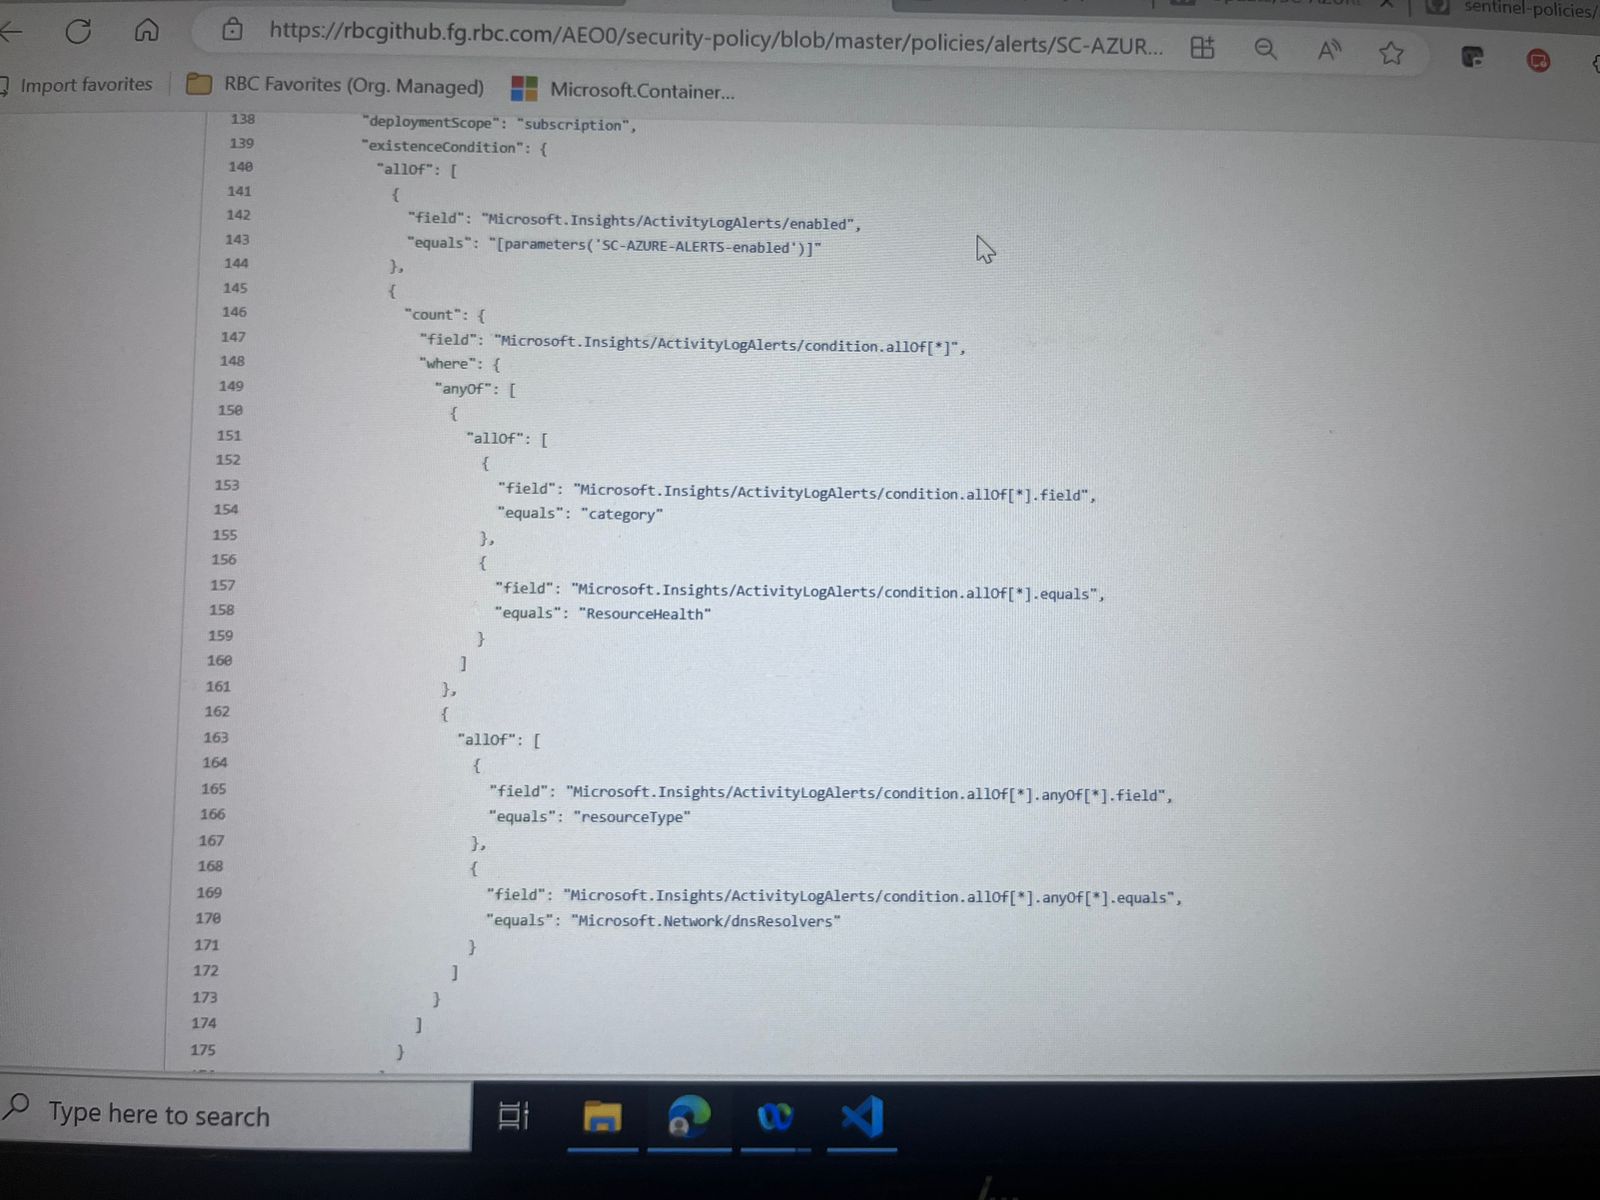 sentinel-policies/
https://rbcgithub.fg.rbc.com/AEO0/security-policy/blob/master/policies/alerts/SC-AZUR...
Import favorites
RBC Favorites (Org. Managed)
Microsoft.Container...
138 "deploymentScope": "subscription",
139 "existenceCondition": {
140 "allOf": [
141 {
142 "field": "Microsoft.Insights/ActivityLogAlerts/enabled",
143 "equals": "[parameters('SC-AZURE-ALERTS-enabled')]"
144 },
145 {
146 "count": {
147 "field": "Microsoft.Insights/ActivityLogAlerts/condition.allOf[*]",
148 "where": {
149 "anyOf": [
150 {
151 "allOf": [
152 {
153 "field": "Microsoft.Insights/ActivityLogAlerts/condition.allOf[*].field",
154 "equals": "category"
155 },
156 {
157 "field": "Microsoft.Insights/ActivityLogAlerts/condition.allOf[*].equals",
158 "equals": "ResourceHealth"
159 }
160 ]
161 },
162 {
163 "allOf": [
164 {
165 "field": "Microsoft.Insights/ActivityLogAlerts/condition.allOf[*].anyOf[*].field",
166 "equals": "resourceType"
167 },
168 {
169 "field": "Microsoft.Insights/ActivityLogAlerts/condition.allOf[*].anyOf[*].equals",
170 "equals": "Microsoft.Network/dnsResolvers"
171 }
172 ]
173 }
174 ]
175 }
Type here to search